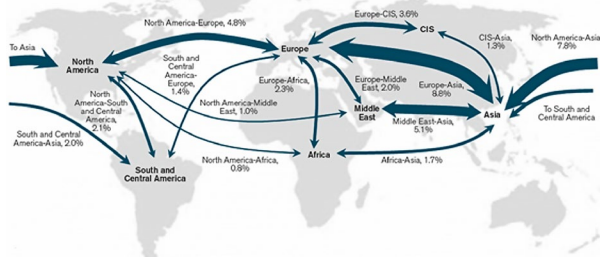 North America-Europe, 4.8%
Europe-CIS, 3.6%
CIS
CIS-Asia,
1.3%
North America-Asia
7.8%
To Asia
North
America
South and
Central
America-
Europe,
1.4%
Europe
Europe-Africa,
2.3%
Europe-Middle
East, 2.0%
Europe-Asia,
8.8%
North
America-South
and Central
America,
2.1%
North America-Middle
East, 1.0%
Middle
East
Middle East-Asia,
5.1%
Asia
To South and
Central America
South and Central
America-Asia, 2.0%
South and
Central America
North America-Africa,
0.8%
Africa
Africa-Asia, 1.7%